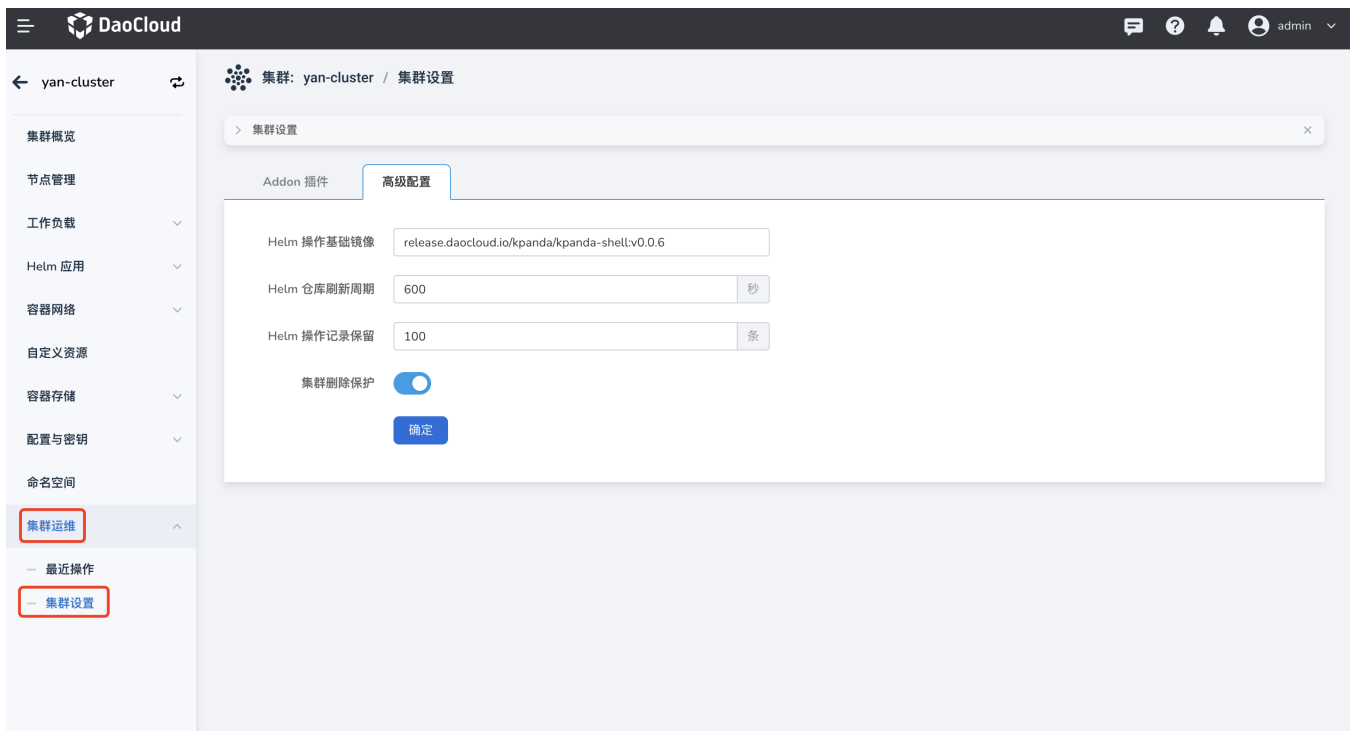 DaoCloud
admin
yan-cluster
集群概览
节点管理
工作负载
Helm 应用
容器网络
自定义资源
容器存储
配置与密钥
命名空间
集群运维
最近操作
集群设置
集群: yan-cluster / 集群设置
集群设置
Addon 插件 高级配置
Helm 操作基础镜像 release.daocloud.io/kpanda/kpanda-shell:v0.0.6
Helm 仓库刷新周期 600 秒
Helm 操作记录保留 100 条
集群删除保护
确定